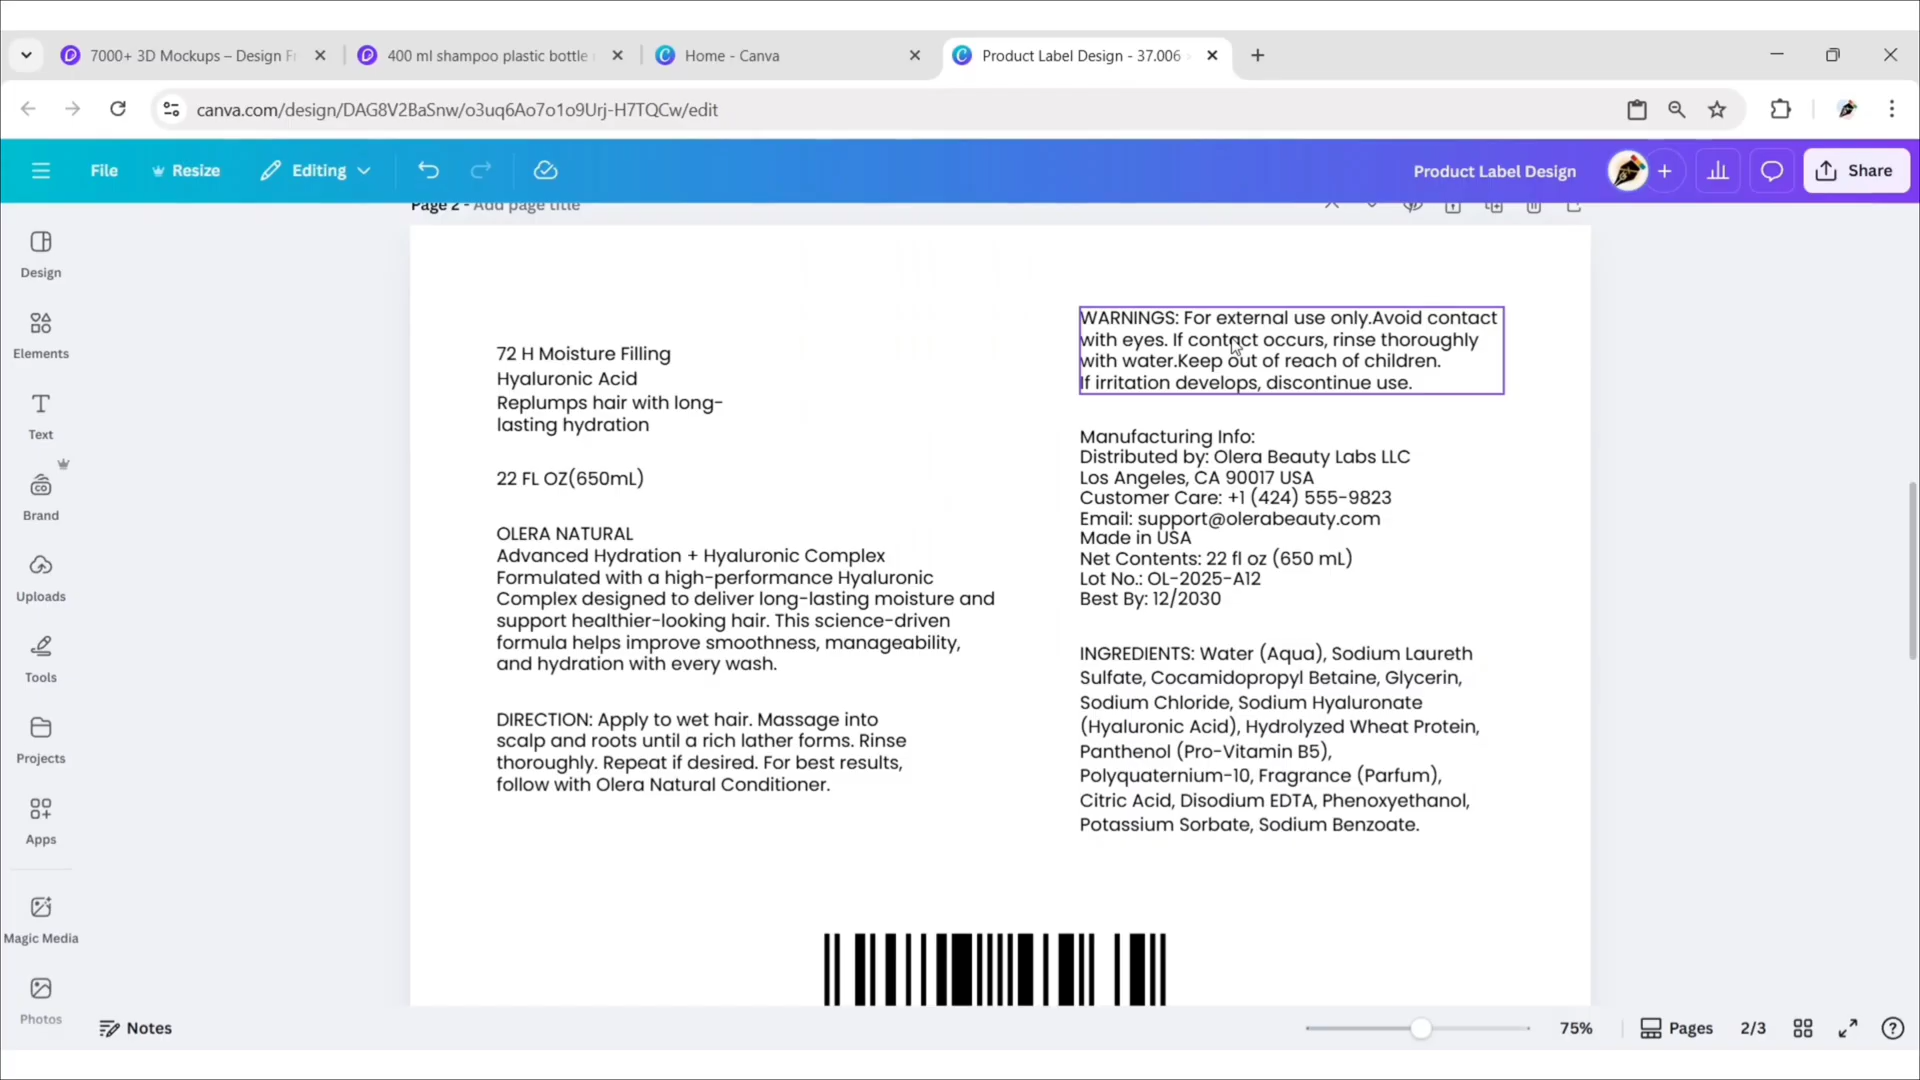 7000+ 3D Mockups – Design Fr
400 ml shampoo plastic bottle
Home - Canva
Product Label Design - 37.006
canva.com/design/DAG8V2BaSnw/o3uq6Ao7o1o9Urj-H7TQCw/edit
File
Resize
Editing
Product Label Design
Share
Page 2 - Add page title
Design
Elements
Text
Brand
Uploads
Tools
Projects
Apps
Magic Media
Photos
72 H Moisture Filling
Hyaluronic Acid
Replumps hair with long-
lasting hydration
22 FL OZ(650mL)
OLERA NATURAL
Advanced Hydration + Hyaluronic Complex
Formulated with a high-performance Hyaluronic
Complex designed to deliver long-lasting moisture and
support healthier-looking hair. This science-driven
formula helps improve smoothness, manageability,
and hydration with every wash.
DIRECTION: Apply to wet hair. Massage into
scalp and roots until a rich lather forms. Rinse
thoroughly. Repeat if desired. For best results,
follow with Olera Natural Conditioner.
WARNINGS: For external use only.Avoid contact
with eyes. If contact occurs, rinse thoroughly
with water.Keep out of reach of children.
If irritation develops, discontinue use.
Manufacturing Info:
Distributed by: Olera Beauty Labs LLC
Los Angeles, CA 90017 USA
Customer Care: +1 (424) 555-9823
Email: support@olerabeauty.com
Made in USA
Net Contents: 22 fl oz (650 mL)
Lot No.: OL-2025-A12
Best By: 12/2030
INGREDIENTS: Water (Aqua), Sodium Laureth
Sulfate, Cocamidopropyl Betaine, Glycerin,
Sodium Chloride, Sodium Hyaluronate
(Hyaluronic Acid), Hydrolyzed Wheat Protein,
Panthenol (Pro-Vitamin B5),
Polyquaternium-10, Fragrance (Parfum),
Citric Acid, Disodium EDTA, Phenoxyethanol,
Potassium Sorbate, Sodium Benzoate.
Notes
75%
Pages
2/3